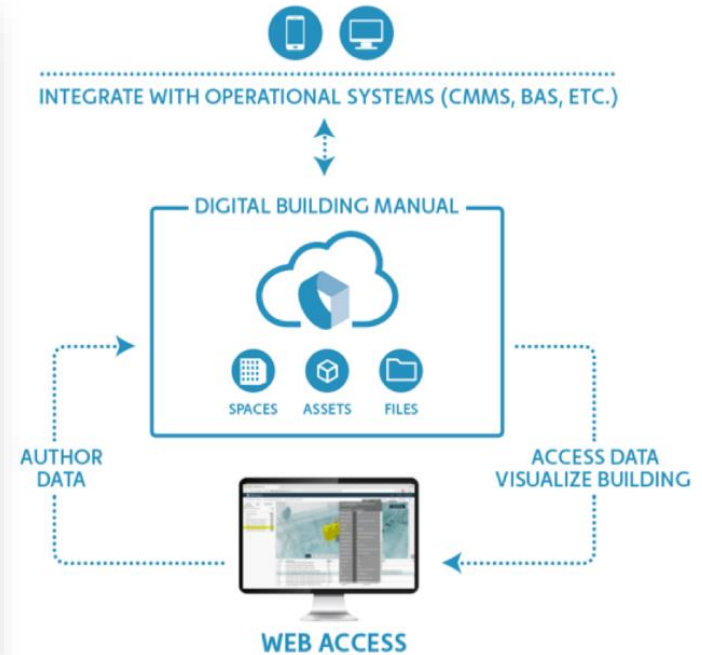 INTEGRATE WITH OPERATIONAL SYSTEMS (CMMS, BAS, ETC.)
DIGITAL BUILDING MANUAL
SPACES
ASSETS
FILES
AUTHOR
DATA
ACCESS DATA
VISUALIZE BUILDING
WEB ACCESS